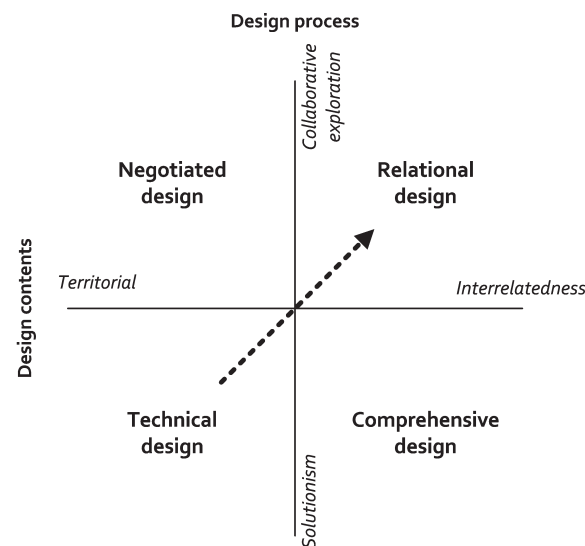 Design process
Collaborative
exploration
Negotiated
design
Relational
design
Design contents
Territorial
Interrelatedness
Technical
design
Comprehensive
design
Solutionism